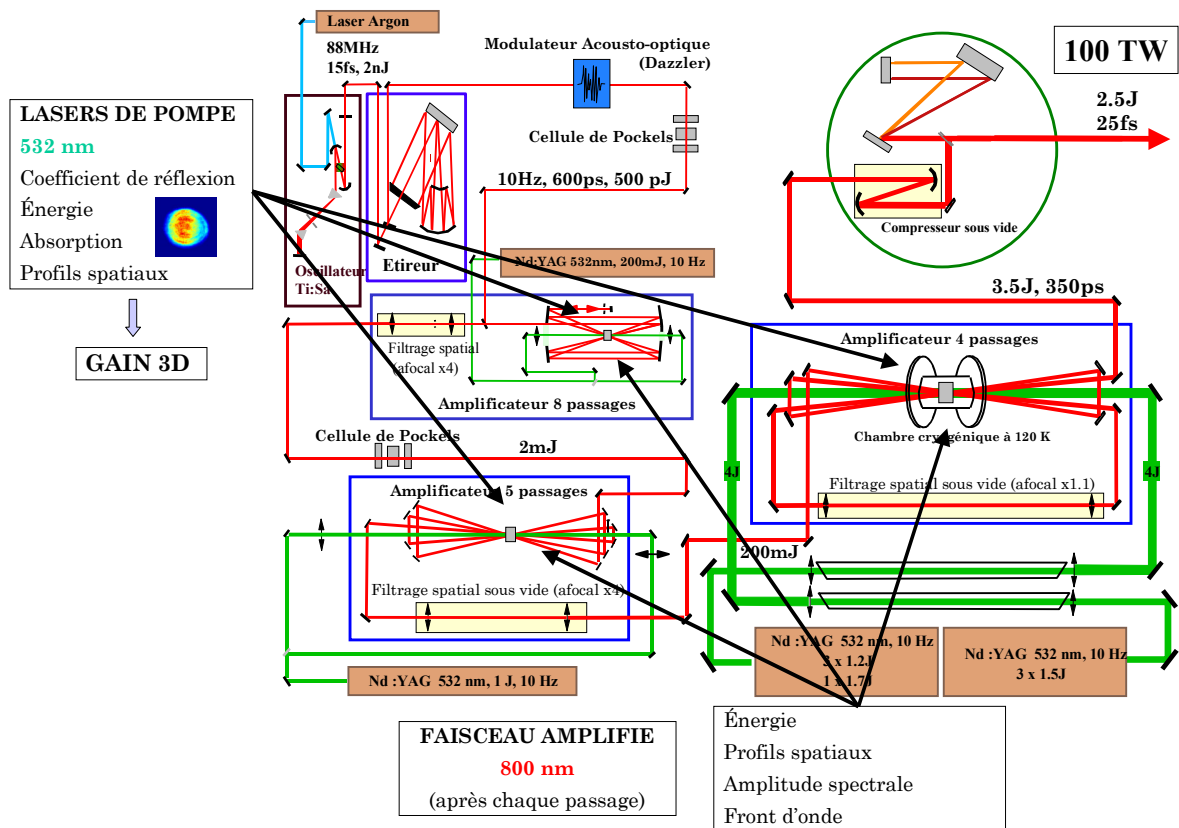 Laser Argon
88MHz
15fs, 2nJ
Modulateur Acousto-optique
(Dazzler)
100 TW
2.5J
25fs
LASERS DE POMPE
532 nm
Coefficient de réflexion
Énergie
Absorption
Profils spatiaux
GAIN 3D
Cellule de Pockels
10Hz, 600ps, 500 pJ
Oscillateur
Ti:Sa
Etireur
Compresseur sous vide
Nd:YAG 532nm, 200mJ, 10 Hz
3.5J, 350ps
Filtrage spatial
(afocal x4)
Amplificateur 8 passages
Amplificateur 4 passages
Chambre cryogénique à 120 K
4J
4J
Filtrage spatial sous vide (afocal x1.1)
Cellule de Pockels
2mJ
Amplificateur 5 passages
200mJ
Filtrage spatial sous vide (afocal x4)
Nd :YAG 532 nm, 1 J, 10 Hz
Nd :YAG 532 nm, 10 Hz
3 x 1.2J
1 x 1.7J
Nd :YAG 532 nm, 10 Hz
3 x 1.5J
FAISCEAU AMPLIFIE
800 nm
(après chaque passage)
Énergie
Profils spatiaux
Amplitude spectrale
Front d'onde